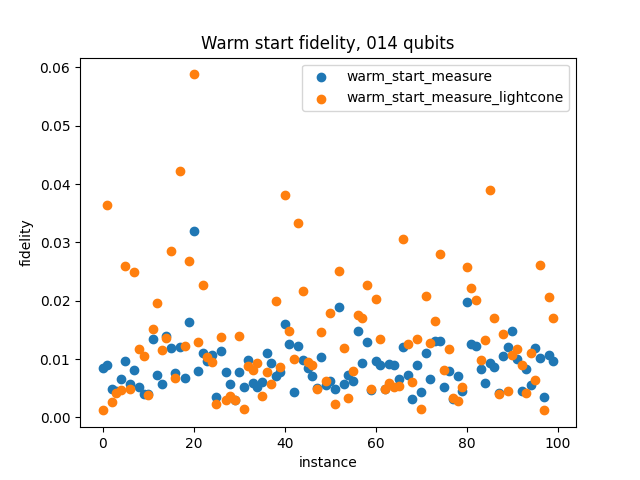 Warm start fidelity, 014 qubits
warm_start_measure
warm_start_measure_lightcone
0.06
0.05
0.04
0.03
0.02
0.01
0.00
fidelity
0 20 40 60 80 100
instance